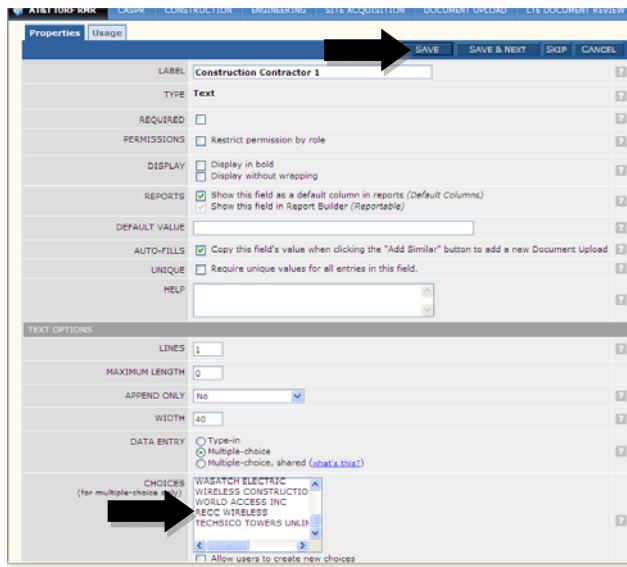 AT&T TURF RMR CASPR CONSTRUCTION ENGINEERING SITE ACQUISITION DOCUMENT UPLOAD LTE DOCUMENT REVIEW
Properties Usage
SAVE SAVE & NEXT SKIP CANCEL
LABEL Construction Contractor 1 ?
TYPE Text ?
REQUIRED ?
PERMISSIONS Restrict permission by role ?
DISPLAY Display in bold ?
Display without wrapping
REPORTS Show this field as a default column in reports (Default Columns) ?
Show this field in Report Builder (Reportable)
DEFAULT VALUE ?
AUTO-FILLS Copy this field's value when clicking the "Add Similar" button to add a new Document Upload ?
UNIQUE Require unique values for all entries in this field. ?
HELP ?
TEXT OPTIONS
LINES 1 ?
MAXIMUM LENGTH 0 ?
APPEND ONLY No ?
WIDTH 40 ?
DATA ENTRY Type-in ?
Multiple-choice
Multiple-choice, shared (what's this?)
CHOICES WASATCH ELECTRIC
(for multiple-choice only) WIRELESS CONSTRUCTIO
WORLD ACCESS INC
RECC WIRELESS
TECHSICO TOWERS UNLIM ?
Allow users to create new choices